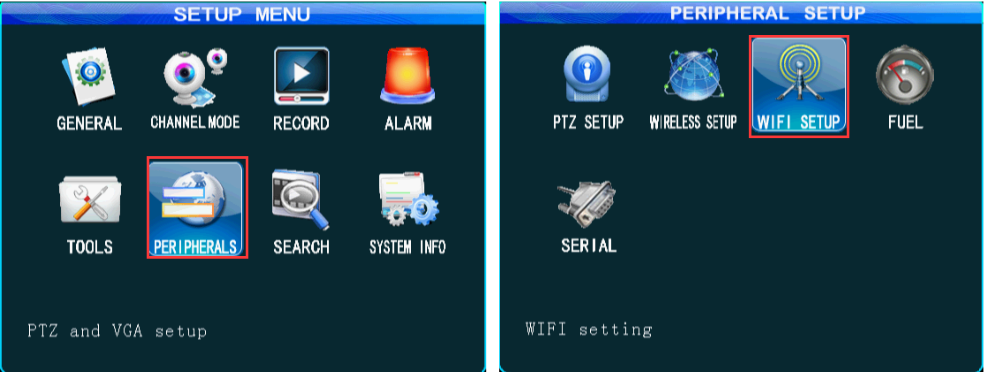 SETUP MENU
GENERAL
CHANNEL MODE
RECORD
ALARM
TOOLS
PERIPHERALS
SEARCH
SYSTEM INFO
PTZ and VGA setup
PERIPHERAL SETUP
PTZ SETUP
WIRELESS SETUP
WIFI SETUP
FUEL
SERIAL
WIFI setting